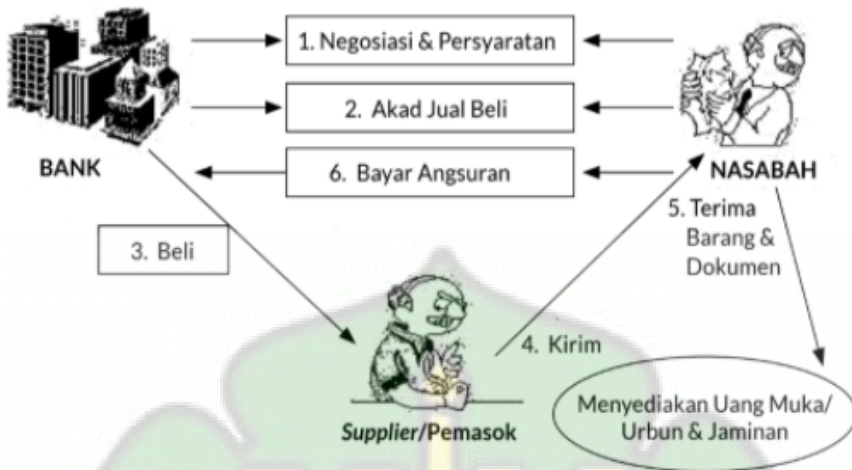 1. Negosiasi & Persyaratan
2. Akad Jual Beli
BANK
6. Bayar Angsuran
NASABAH
3. Beli
5. Terima
Barang &
Dokumen
4. Kirim
Supplier/Pemasok
Menyediakan Uang Muka/
Urbun & Jaminan